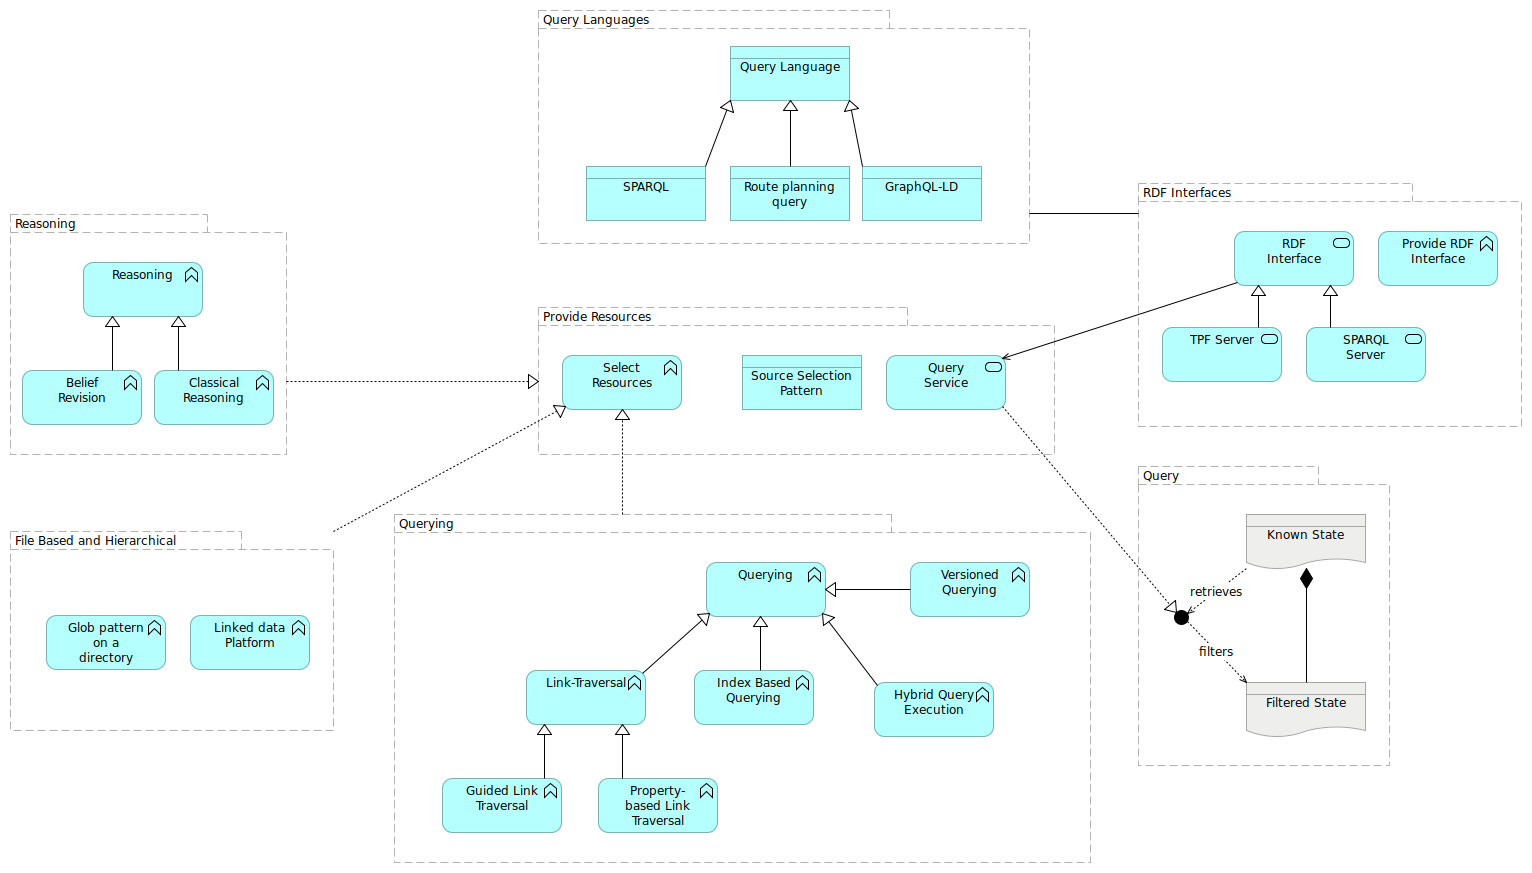 Query Languages
Query Language
SPARQL
Route planning
query
GraphQL-LD
RDF Interfaces
RDF
Interface
Provide RDF
Interface
TPF Server
SPARQL
Server
Reasoning
Reasoning
Belief
Revision
Classical
Reasoning
Provide Resources
Select
Resources
Source Selection
Pattern
Query
Service
Query
Known State
retrieves
filters
Filtered State
File Based and Hierarchical
Glob pattern
on a
directory
Linked data
Platform
Querying
Querying
Versioned
Querying
Link-Traversal
Index Based
Querying
Hybrid Query
Execution
Guided Link
Traversal
Property-
based Link
Traversal